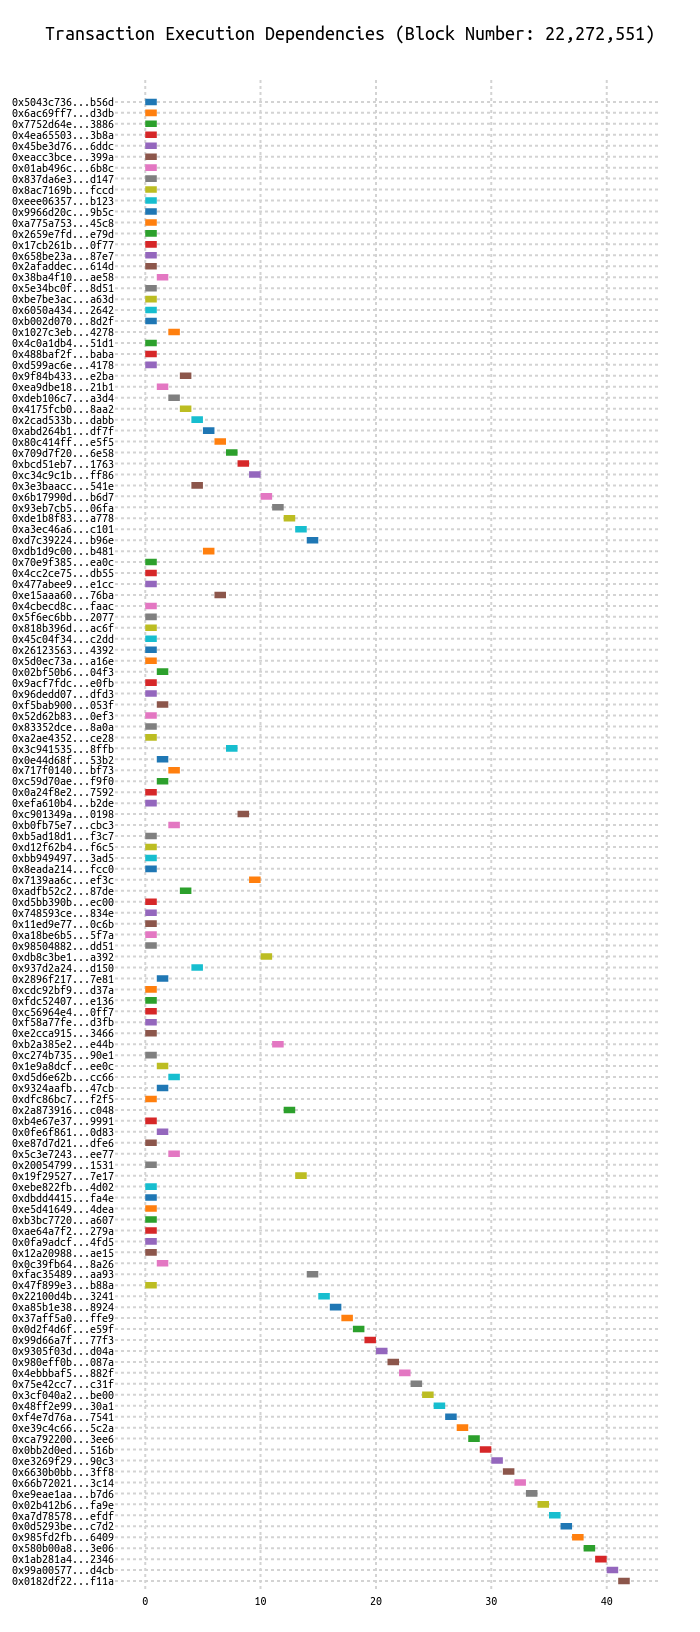 Transaction Execution Dependencies (Block Number: 22,272,551)
0x5043c736...b56d
0x6ac69ff7...d3db
0x7752d64e...3886
0x4ea65503...3b8a
0x45be3d76...6ddc
0xeacc3bce...399a
0x01ab496c...6b8c
0x837da6e3...d147
0x8ac7169b...fccd
0xeee06357...b123
0x9966d20c...9b5c
0xa775a753...45c8
0x2659e7fd...e79d
0x17cb261b...0f77
0x658be23a...87e7
0x2afaddec...614d
0x38ba4f10...ae58
0x5e34bc0f...8d51
0xbe7be3ac...a63d
0x6050a434...2642
0xb002d070...8d2f
0x1027c3eb...4278
0x4c0a1db4...51d1
0x488baf2f...baba
0xd599ac6e...4178
0x9f84b433...e2ba
0xea9dbe18...21b1
0xdeb106c7...a3d4
0x4175fcb0...8aa2
0x2cad533b...dabb
0xabd264b1...df7f
0x80c414ff...e5f5
0x709d7f20...6e58
0xbcd51eb7...1763
0xc34c9c1b...ff86
0x3e3baacc...541e
0x6b17990d...b6d7
0x93eb7cb5...06fa
0xde1b8f83...a778
0xa3ec46a6...c101
0xd7c39224...b96e
0xdb1d9c00...b481
0x70e9f385...ea0c
0x4cc2ce75...db55
0x477abee9...e1cc
0xe15aaa60...76ba
0x4cbecd8c...faac
0x5f6ec6bb...2077
0x818b396d...ac6f
0x45c04f34...c2dd
0x26123563...4392
0x5d0ec73a...a16e
0x02bf50b6...04f3
0x9acf7fdc...e0fb
0x96dedd07...dfd3
0xf5bab900...053f
0x52d62b83...0ef3
0x83352dce...8a0a
0xa2ae4352...ce28
0x3c941535...8ffb
0x0e44d68f...53b2
0x717f0140...bf73
0xc59d70ae...f9f0
0x0a24f8e2...7592
0xefa610b4...b2de
0xc901349a...0198
0xb0fb75e7...cbc3
0xb5ad18d1...f3c7
0xd12f62b4...f6c5
0xbb949497...3ad5
0x8eada214...fcc0
0x7139aa6c...ef3c
0xadfb52c2...87de
0xd5bb390b...ec00
0x748593ce...834e
0x11ed9e77...0c6b
0xa18be6b5...5f7a
0x98504882...dd51
0xdb8c3be1...a392
0x937d2a24...d150
0x2896f217...7e81
0xcdc92bf9...d37a
0xfdc52407...e136
0xc56964e4...0ff7
0xf58a77fe...d3fb
0xe2cca915...3466
0xb2a385e2...e44b
0xc274b735...90e1
0x1e9a8dcf...ee0c
0xd5d6e62b...cc66
0x9324aafb...47cb
0xdfc86bc7...f2f5
0x2a873916...c048
0xb4e67e37...9991
0x0fe6f861...0d83
0xe87d7d21...dfe6
0x5c3e7243...ee77
0x20054799...1531
0x19f29527...7e17
0xebe822fb...4d02
0xdbdd4415...fa4e
0xe5d41649...4dea
0xb3bc7720...a607
0xae64a7f2...279a
0x0fa9adcf...4fd5
0x12a20988...ae15
0x0c39fb64...8a26
0xfac35489...aa93
0x47f899e3...b88a
0x22100d4b...3241
0xa85b1e38...8924
0x37aff5a0...ffe9
0x0d2f4d6f...e59f
0x99d66a7f...77f3
0x9305f03d...d04a
0x980eff0b...087a
0x4ebbbaf5...882f
0x75e42cc7...c31f
0x3cf040a2...be00
0x48ff2e99...30a1
0xf4e7d76a...7541
0xe39c4c66...5c2a
0xca792200...3ee6
0x0bb2d0ed...516b
0xe3269f29...90c3
0x6630b0bb...3ff8
0x66b72021...3c14
0xe9eae1aa...b7d6
0x02b412b6...fa9e
0xa7d78578...efdf
0x0d5293be...c7d2
0x985fd2fb...6409
0x580b00a8...3e06
0x1ab281a4...2346
0x99a00577...d4cb
0x0182df22...f11a
0 10 20 30 40